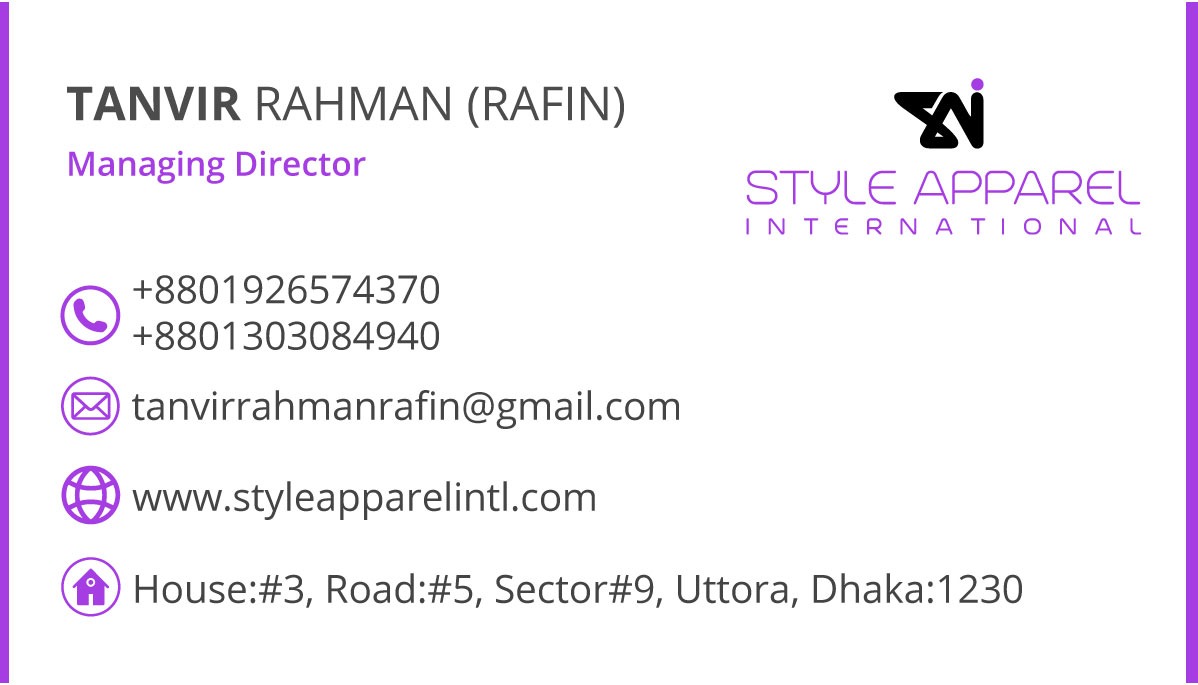 TANVIR RAHMAN (RAFIN)
Managing Director
STYLE APPAREL
INTERNATIONAL
+8801926574370
+8801303084940
tanvirrahmanrafin@gmail.com
www.styleapparelintl.com
House:#3, Road:#5, Sector#9, Uttora, Dhaka:1230